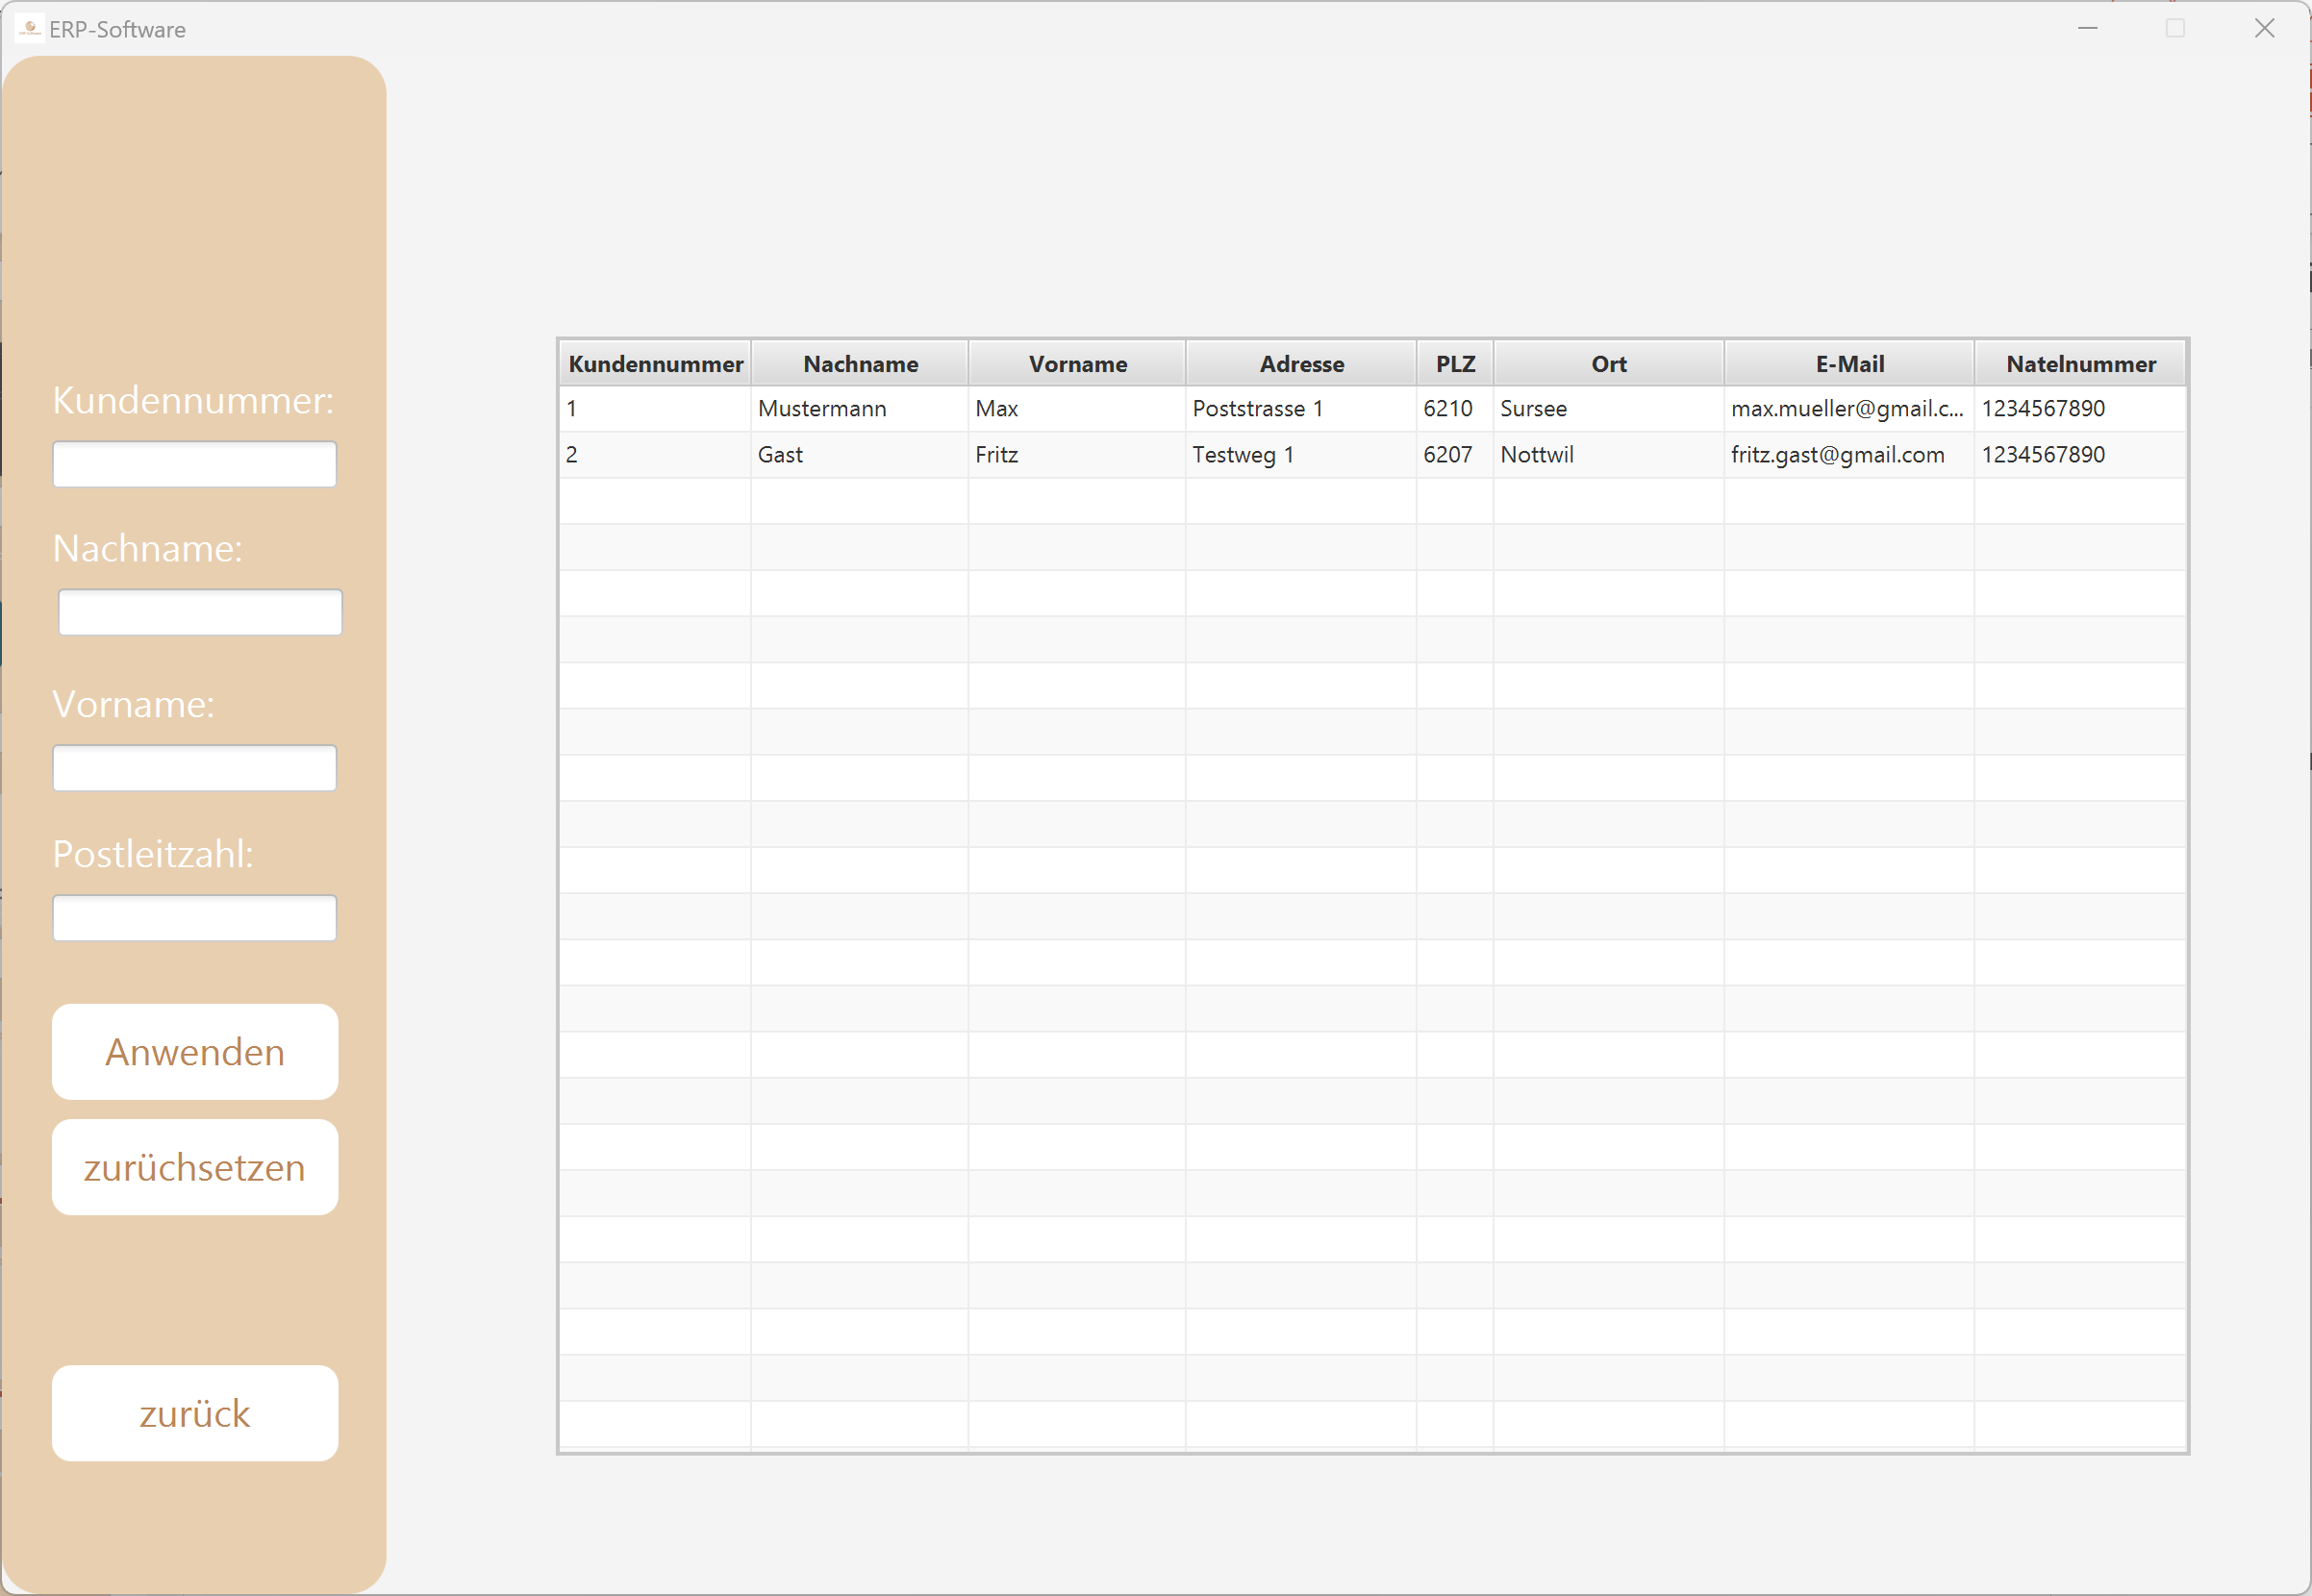 ERP-Software
Kundennummer:
Nachname:
Vorname:
Postleitzahl:
Anwenden
zurüchsetzen
zurück
Kundennummer Nachname Vorname Adresse PLZ Ort E-Mail Natelnummer
1 Mustermann Max Poststrasse 1 6210 Sursee max.mueller@gmail.c... 1234567890
2 Gast Fritz Testweg 1 6207 Nottwil fritz.gast@gmail.com 1234567890